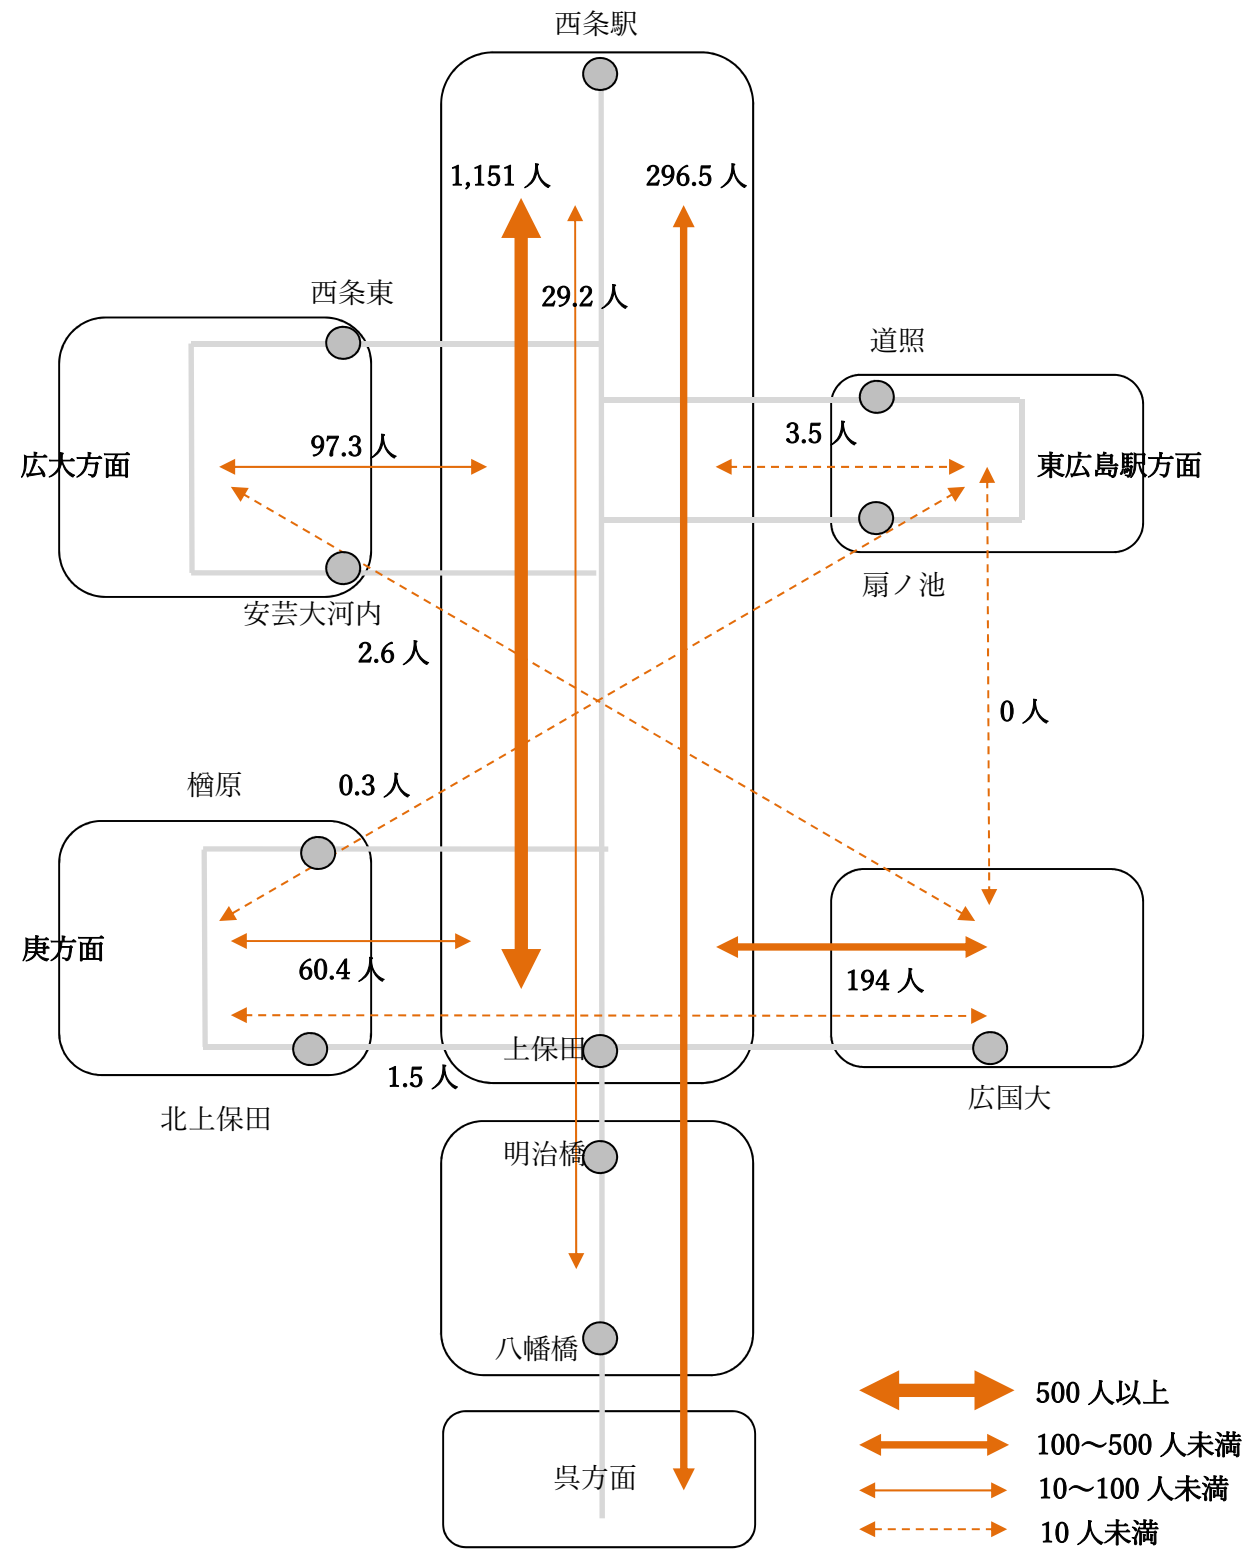 西条駅
1,151 人
296.5 人
29.2 人
西条東
道照
97.3 人
3.5 人
広大方面
東広島駅方面
扇ノ池
安芸大河内
2.6 人
0 人
楢原
0.3 人
庚方面
60.4 人
194 人
上保田
1.5 人
広国大
北上保田
明治橋
八幡橋
500 人以上
100～500 人未満
呉方面
10～100 人未満
10 人未満